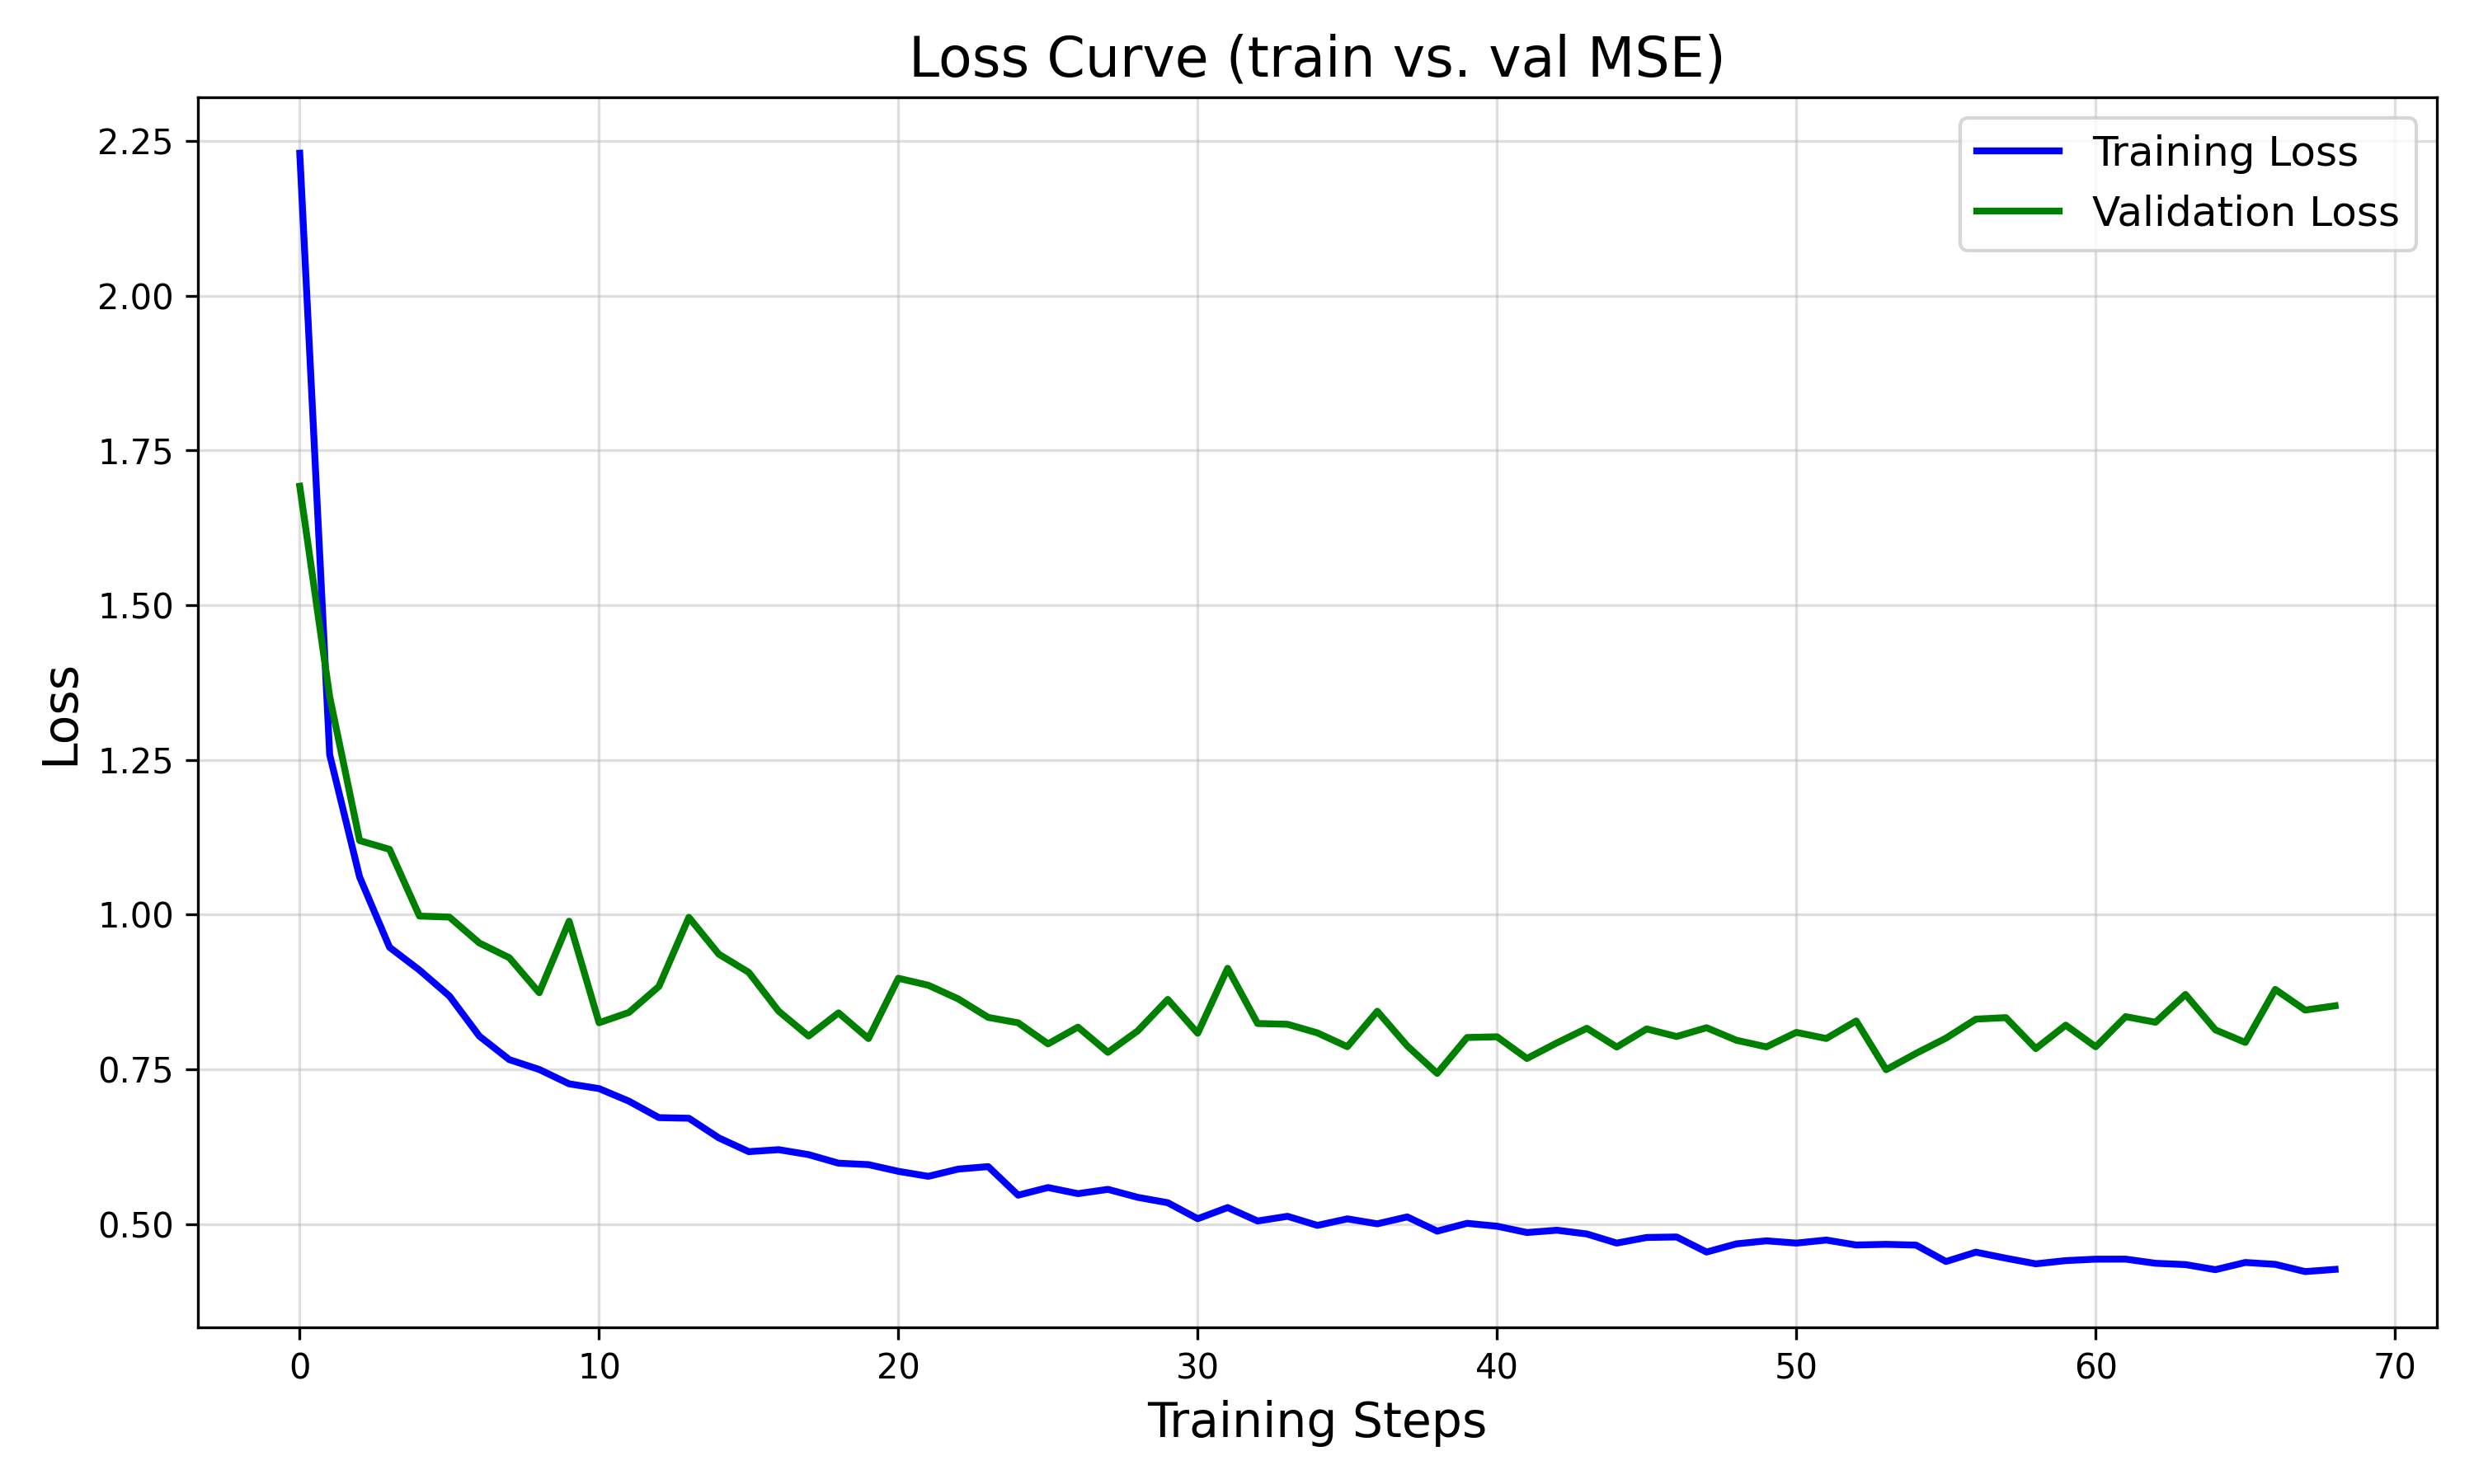 Loss Curve (train vs. val MSE)
Training Loss
Validation Loss
2.25
2.00
1.75
1.50
1.25
1.00
0.75
0.50
Loss
0 10 20 30 40 50 60 70
Training Steps